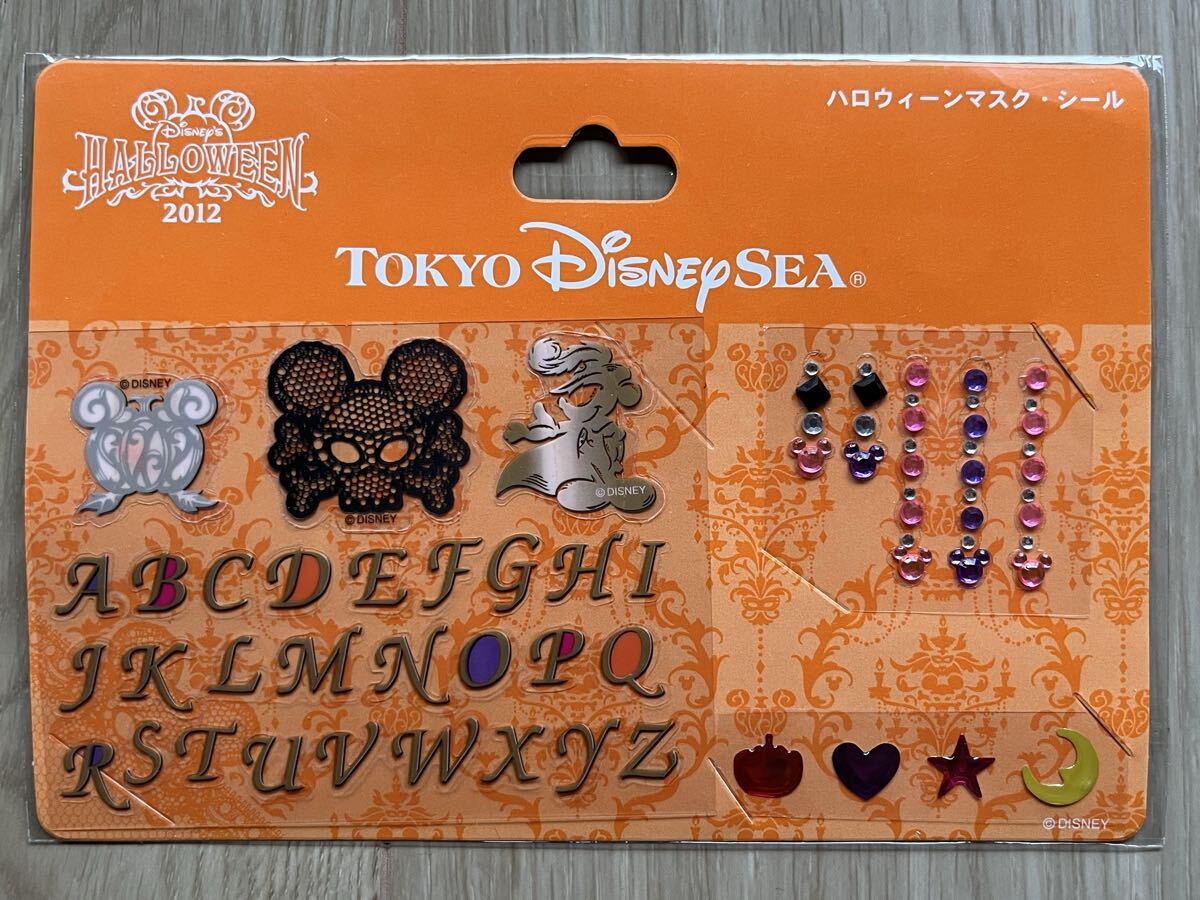 DISNEY'S
HALLOWEEN
2012
ハロウィーンマスク・シール
TOKYO DISNEYSEA®
©DISNEY
©DISNEY
©DISNEY
ABCDEFGHI
JKLMNOPQ
RSTUVWXYZ
©DISNEY